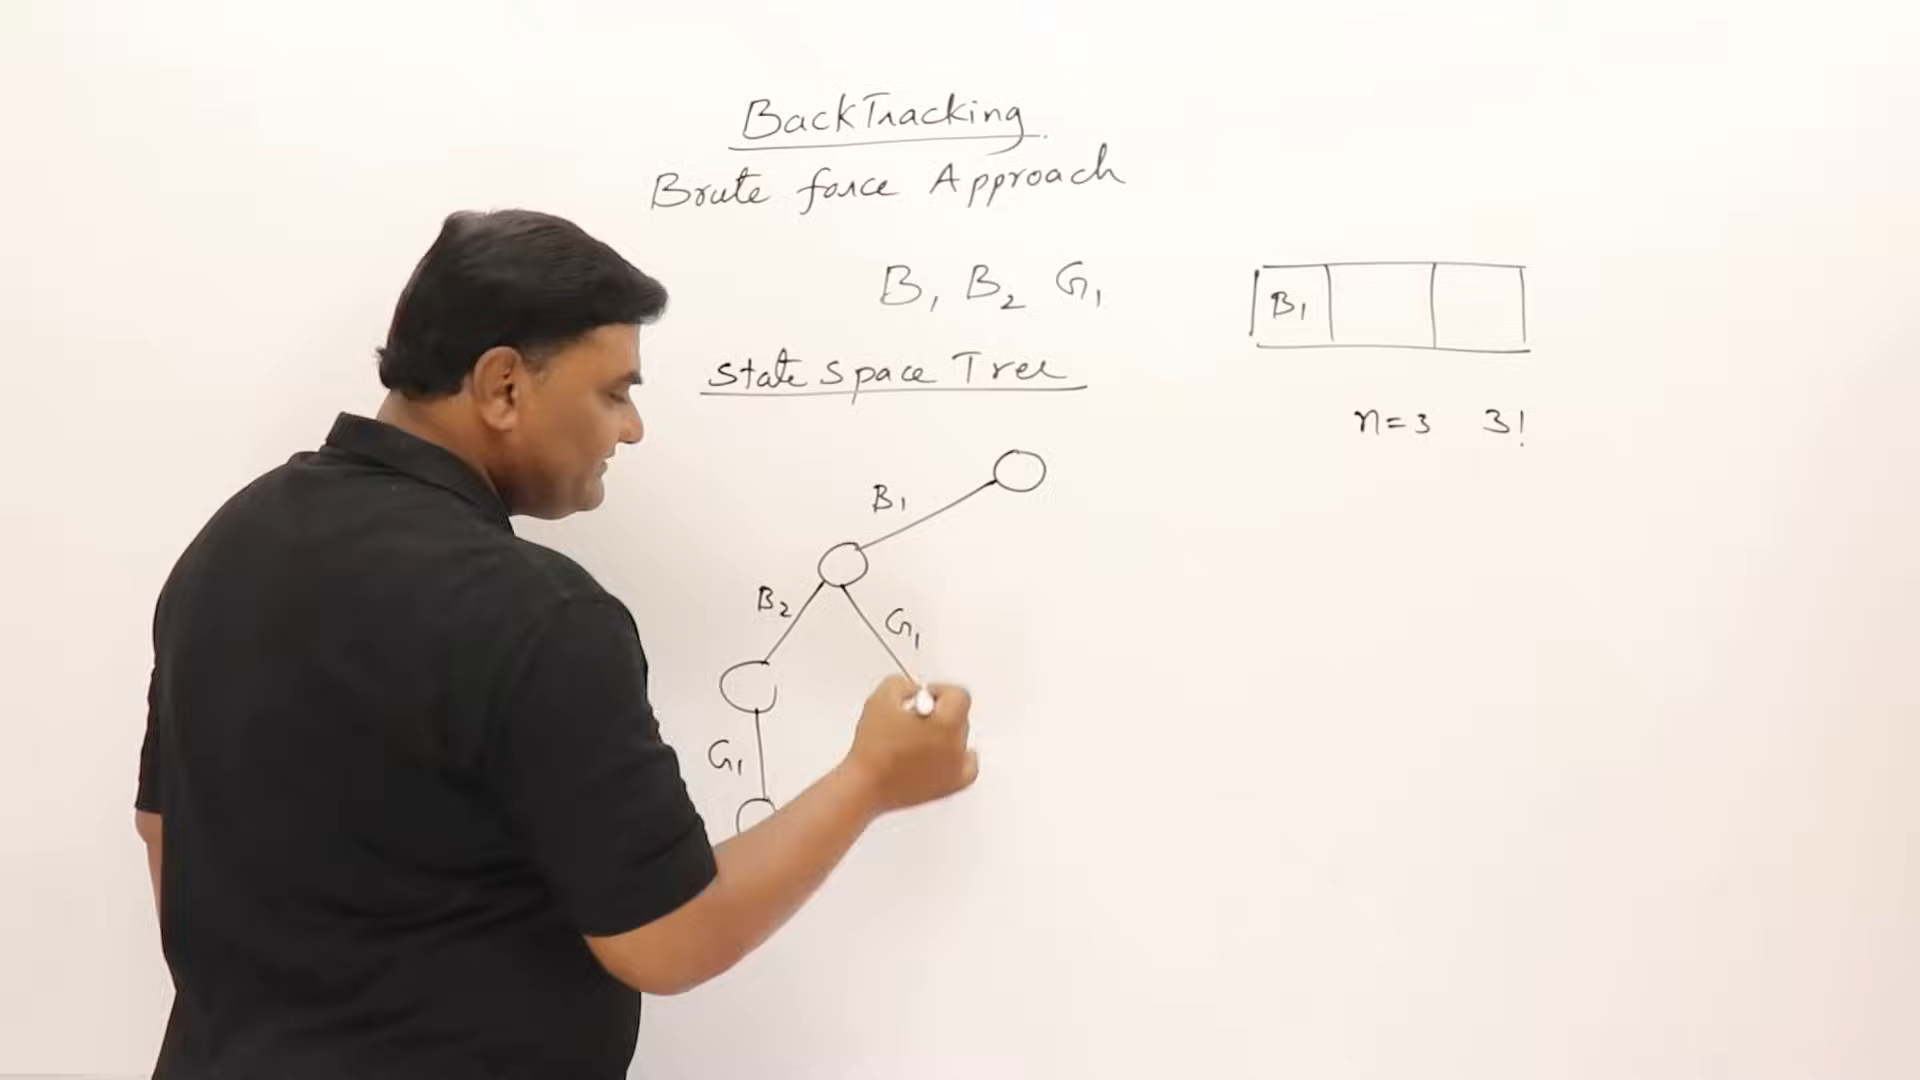 BackTracking
Brute force Approach
B1 B2 G1
B1
State Space Tree
n=3 3!
B1
B2
G1
G1